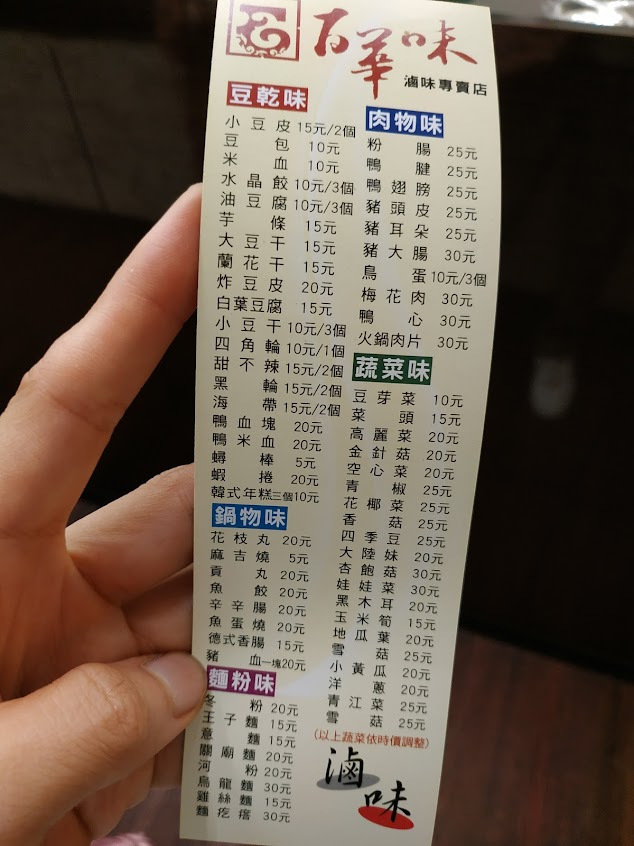 百華味
滷味專賣店
豆乾味
小豆皮 15元/2個
豆包 10元
米血 10元
水晶餃 10元/3個
油豆腐 10元/3個
芋條 15元
大豆干 15元
蘭花干 15元
炸豆皮 20元
白葉豆腐 15元
小豆干 10元/3個
四角輪 10元/1個
甜不辣 15元/2個
黑輪 15元/2個
海帶 15元/2個
鴨血塊 20元
鴨米血 20元
蟳棒 5元
蝦捲 20元
韓式年糕三個10元
鍋物味
花枝丸 20元
麻吉燒 5元
貢丸 20元
魚餃 20元
辛辛腸 20元
魚蛋燒 20元
德式香腸 15元
豬血一塊20元
麵粉味
冬粉 20元
王子麵 15元
意麵 15元
關廟麵 20元
河粉 20元
烏龍麵 30元
雞絲麵 15元
麵疙瘩 30元
肉物味
粉腸 25元
鴨腱 25元
鴨翅膀 25元
豬頭皮 25元
豬耳朵 25元
豬大腸 30元
鳥蛋 10元/3個
梅花肉 30元
鴨心 30元
火鍋肉片 30元
蔬菜味
豆芽菜 10元
菜頭 15元
高麗菜 20元
金針菇 20元
空心菜 20元
青椒 25元
花椰菜 25元
香菇 25元
四季豆 25元
大陸妹 20元
杏鮑菇 30元
娃娃菜 30元
黑木耳 20元
玉米筍 15元
地瓜葉 20元
雪菇 25元
小黃瓜 20元
洋蔥 20元
青江菜 25元
雪菇 25元
(以上蔬菜依時價調整)
滷味